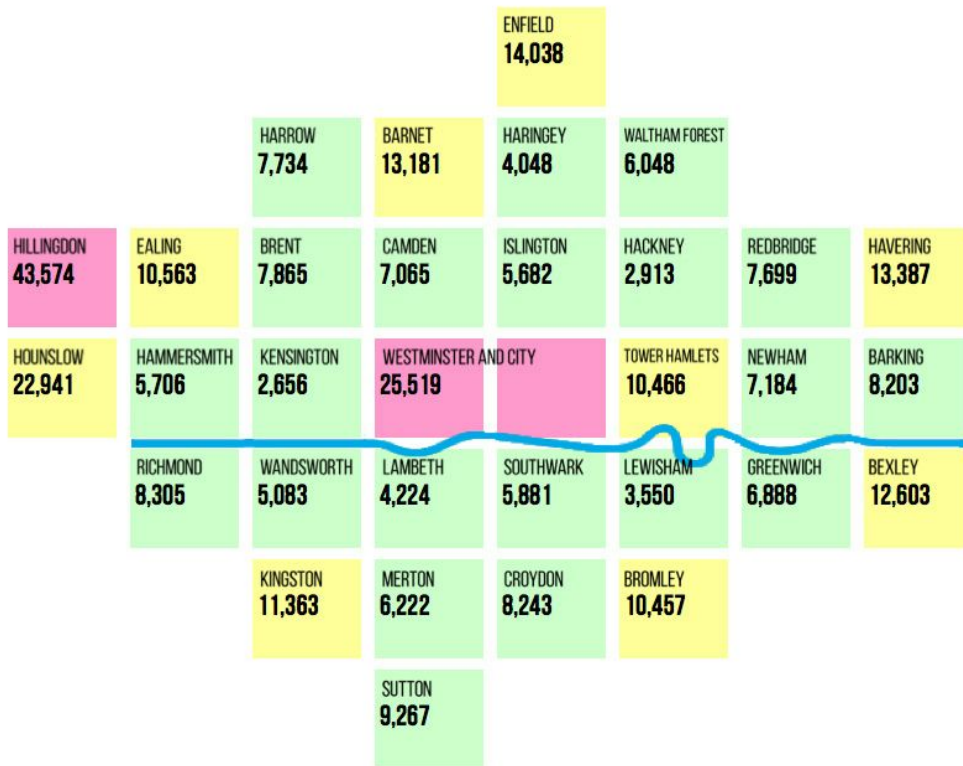 ENFIELD
14,038
HARROW
7,734
BARNET
13,181
HARINGEY
4,048
WALTHAM FOREST
6,048
HILLINGDON
43,574
EALING
10,563
BRENT
7,865
CAMDEN
7,065
ISLINGTON
5,682
HACKNEY
2,913
REDBRIDGE
7,699
HAVERING
13,387
HOUNSLOW
22,941
HAMMERSMITH
5,706
KENSINGTON
2,656
WESTMINSTER AND CITY
25,519
TOWER HAMLETS
10,466
NEWHAM
7,184
BARKING
8,203
RICHMOND
8,305
WANDSWORTH
5,083
LAMBETH
4,224
SOUTHWARK
5,881
LEWISHAM
3,550
GREENWICH
6,888
BEXLEY
12,603
KINGSTON
11,363
MERTON
6,222
CROYDON
8,243
BROMLEY
10,457
SUTTON
9,267